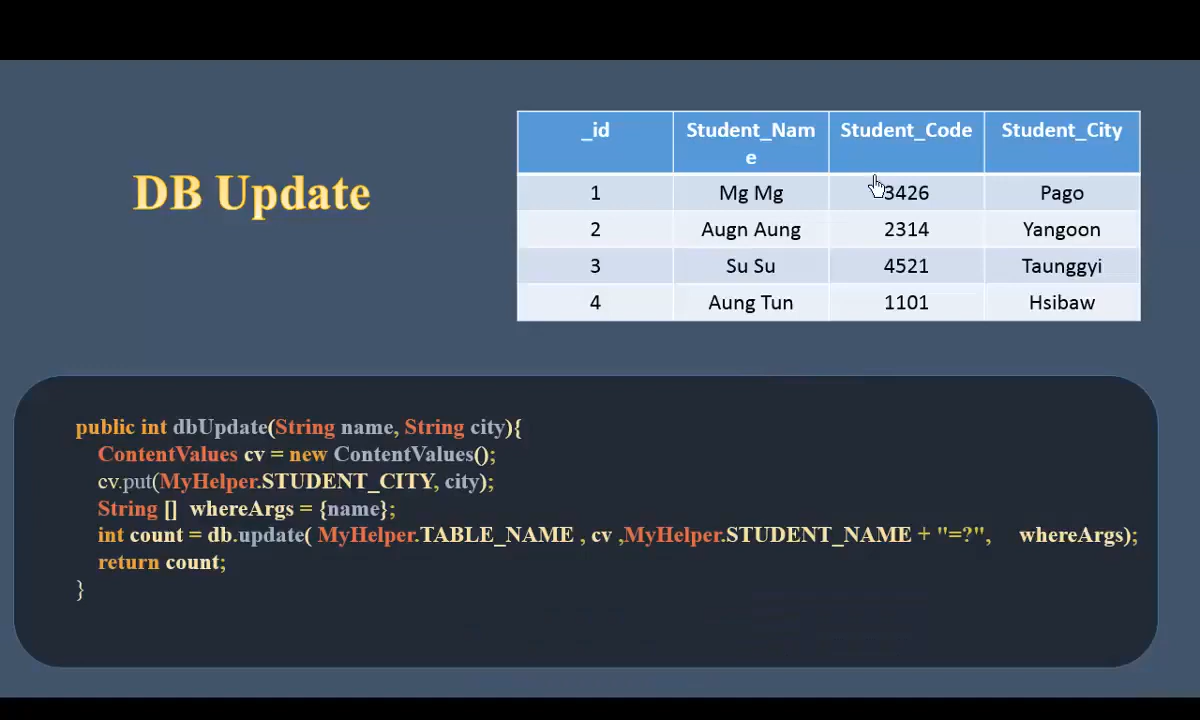 DB Update
_id Student_Nam Student_Code Student_City
e
1 Mg Mg 3426 Pago
2 Augn Aung 2314 Yangoon
3 Su Su 4521 Taunggyi
4 Aung Tun 1101 Hsibaw
public int dbUpdate(String name, String city){
ContentValues cv = new ContentValues();
cv.put(MyHelper.STUDENT_CITY, city);
String [] whereArgs = {name};
int count = db.update( MyHelper.TABLE_NAME , cv ,MyHelper.STUDENT_NAME + "=?", whereArgs);
return count;
}